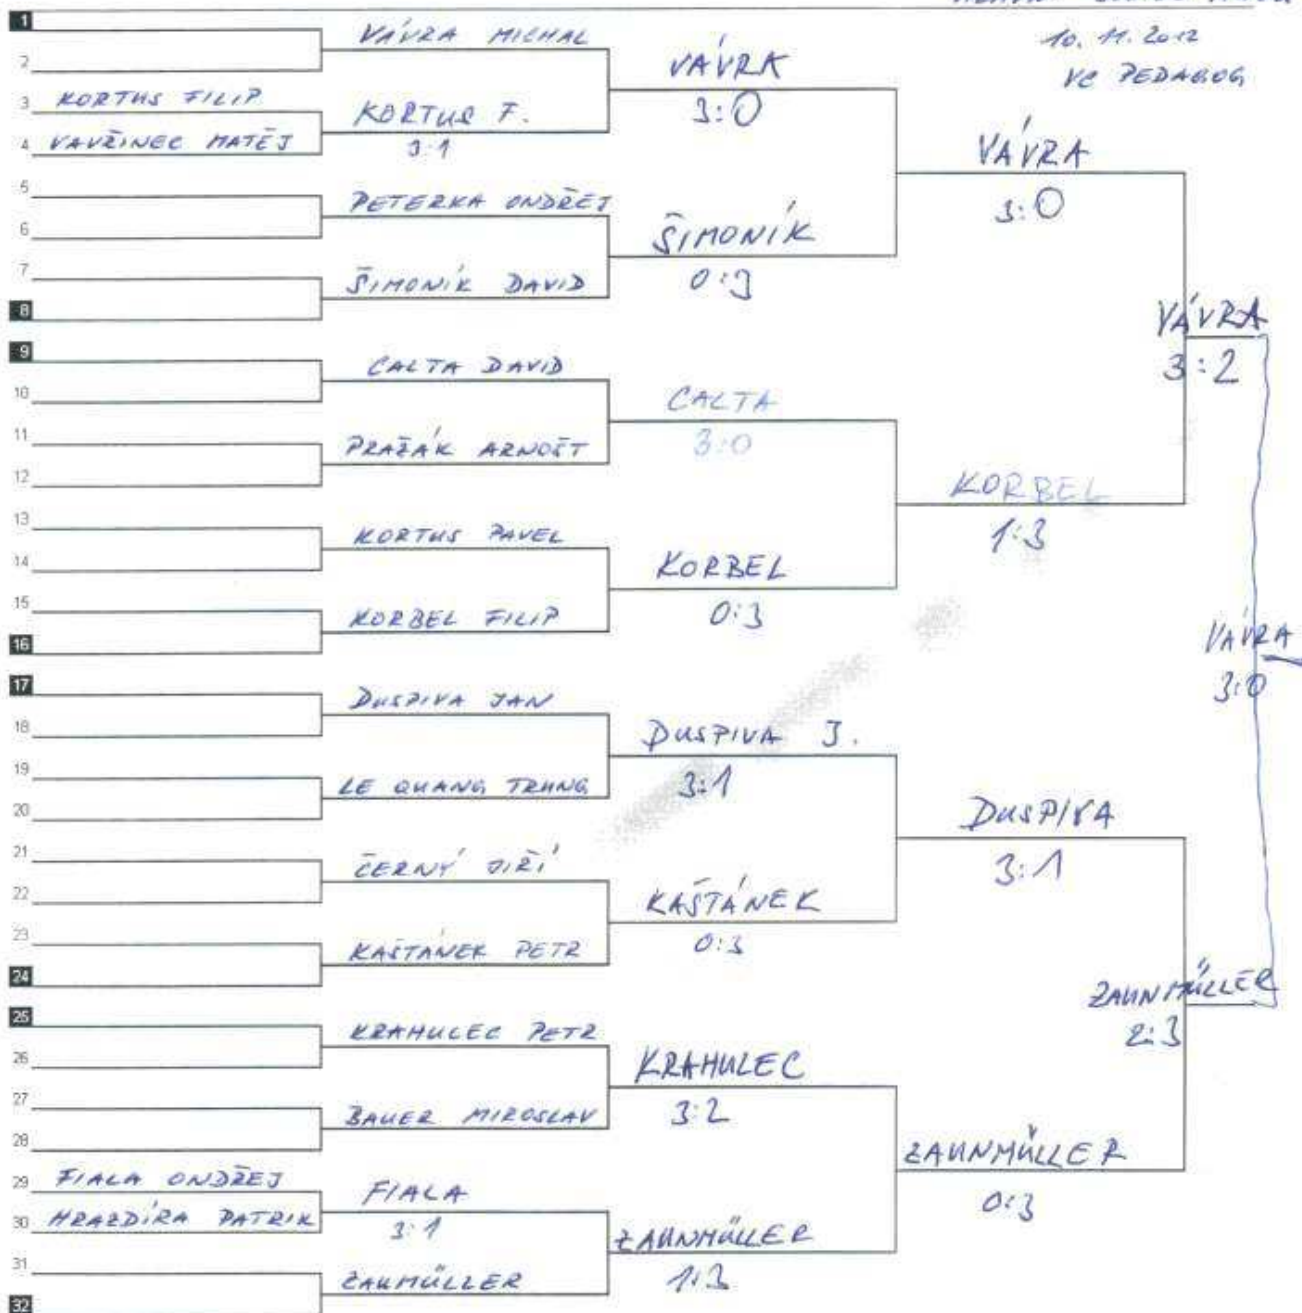 10. 11. 2012
VC PEDAGOG
1
2
3 KORTUS FILIP
4 VAVŘINEC MATĚJ
5
6
7
8
9
10
11
12
13
14
15
16
17
18
19
20
21
22
23
24
25
26
27
28
29 FIALA ONDŘEJ
30 HRAZDÍRA PATRIK
31
32
VÁVRA MICHAL
KORTUS F.
3:1
PETERKA ONDŘEJ
ŠIMONÍK DAVID
CALTA DAVID
PRAŽÁK ARNOŠT
KORTUS PAVEL
KORBEL FILIP
DUSPIVA JAN
LE QUANG TRUNG
ČERNÝ JIŘÍ
KAŠTÁNEK PETR
KRAHULEC PETR
BAUER MIROSLAV
FIALA
3:1
ZAUMÜLLER
VÁVRA
3:0
ŠIMONÍK
0:3
CALTA
3:0
KORBEL
0:3
DUSPIVA J.
3:1
KAŠTÁNEK
0:3
KRAHULEC
3:2
ZAUNMÜLLER
1:3
VÁVRA
3:0
KORBEL
1:3
DUSPIVA
3:1
ZAUNMÜLLER
0:3
VÁVRA
3:2
ZAUNMÜLLER
2:3
VÁVRA
3:0